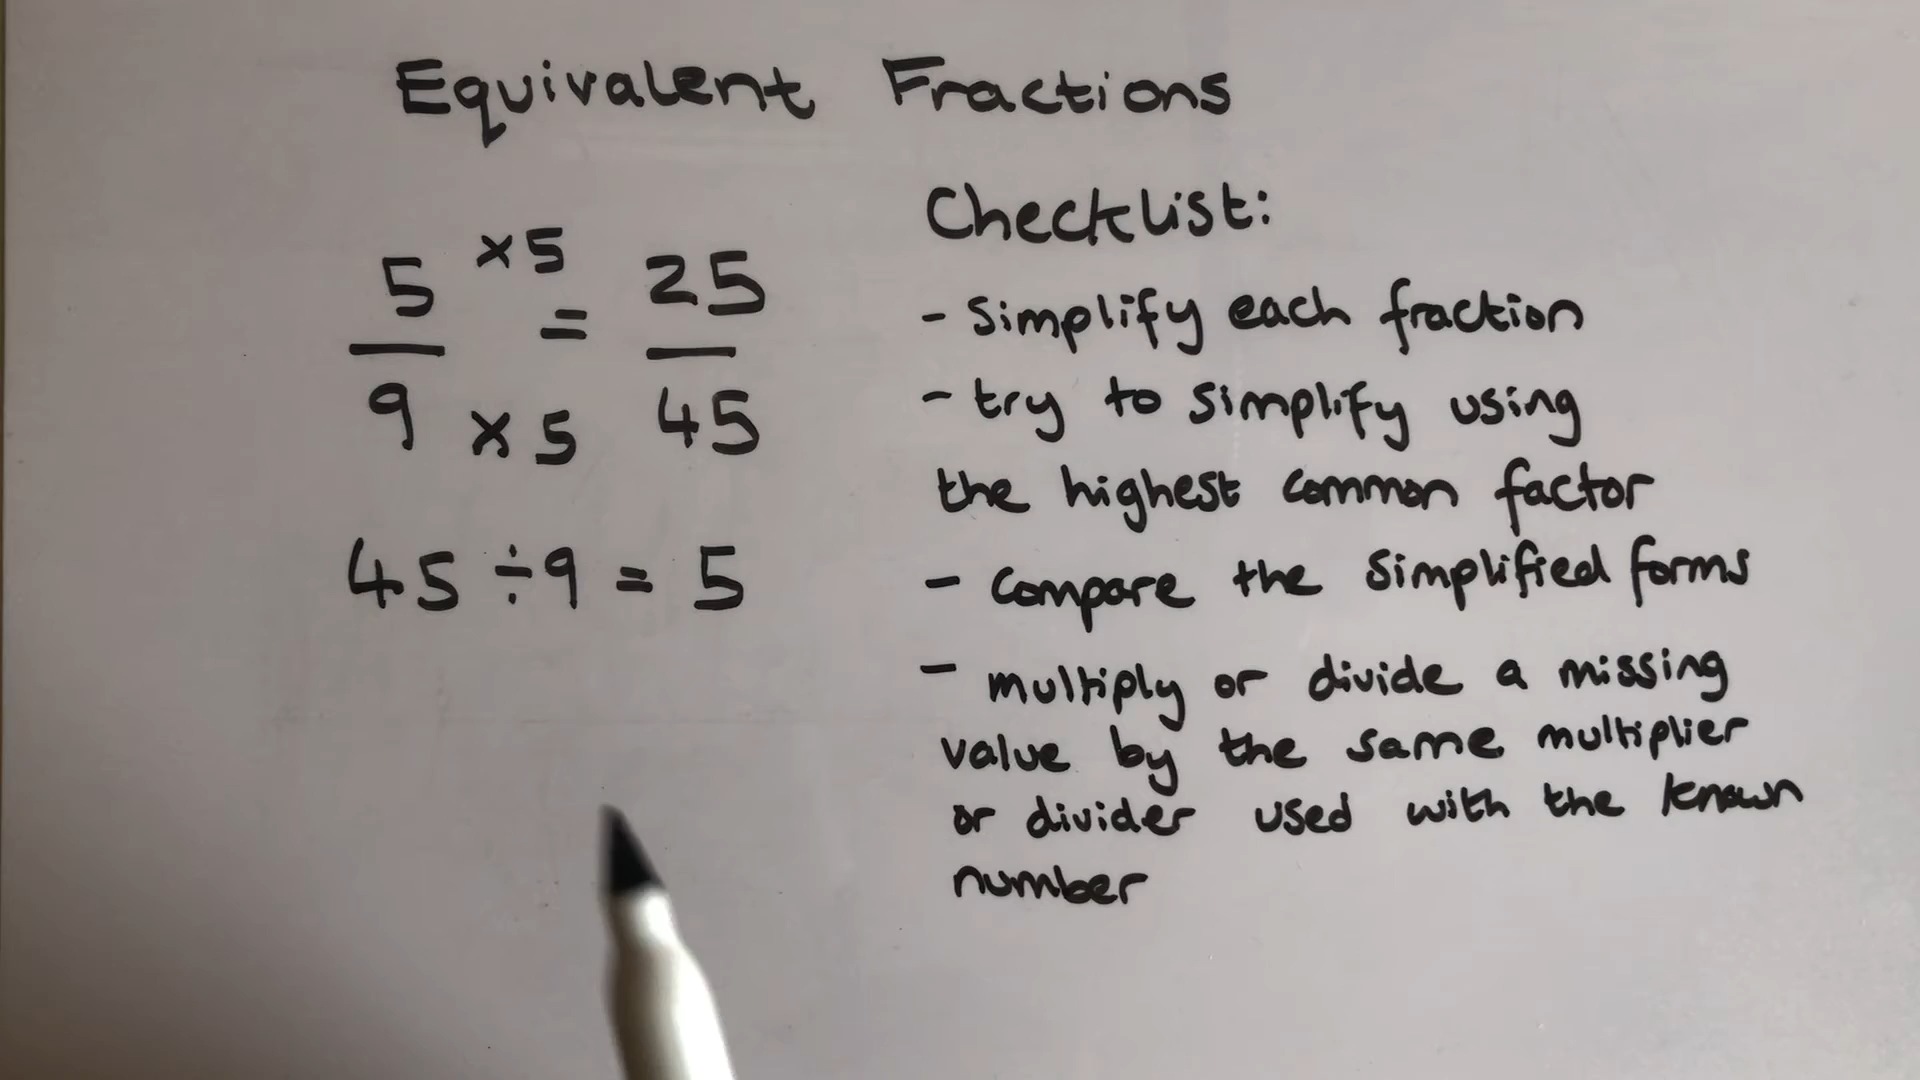 Equivalent Fractions
5 ×5 = 25
9 ×5 45
45 ÷ 9 = 5
Checklist:
- simplify each fraction
- try to simplify using
the highest common factor
- compare the simplified forms
- multiply or divide a missing
value by the same multiplier
or divider used with the known
number